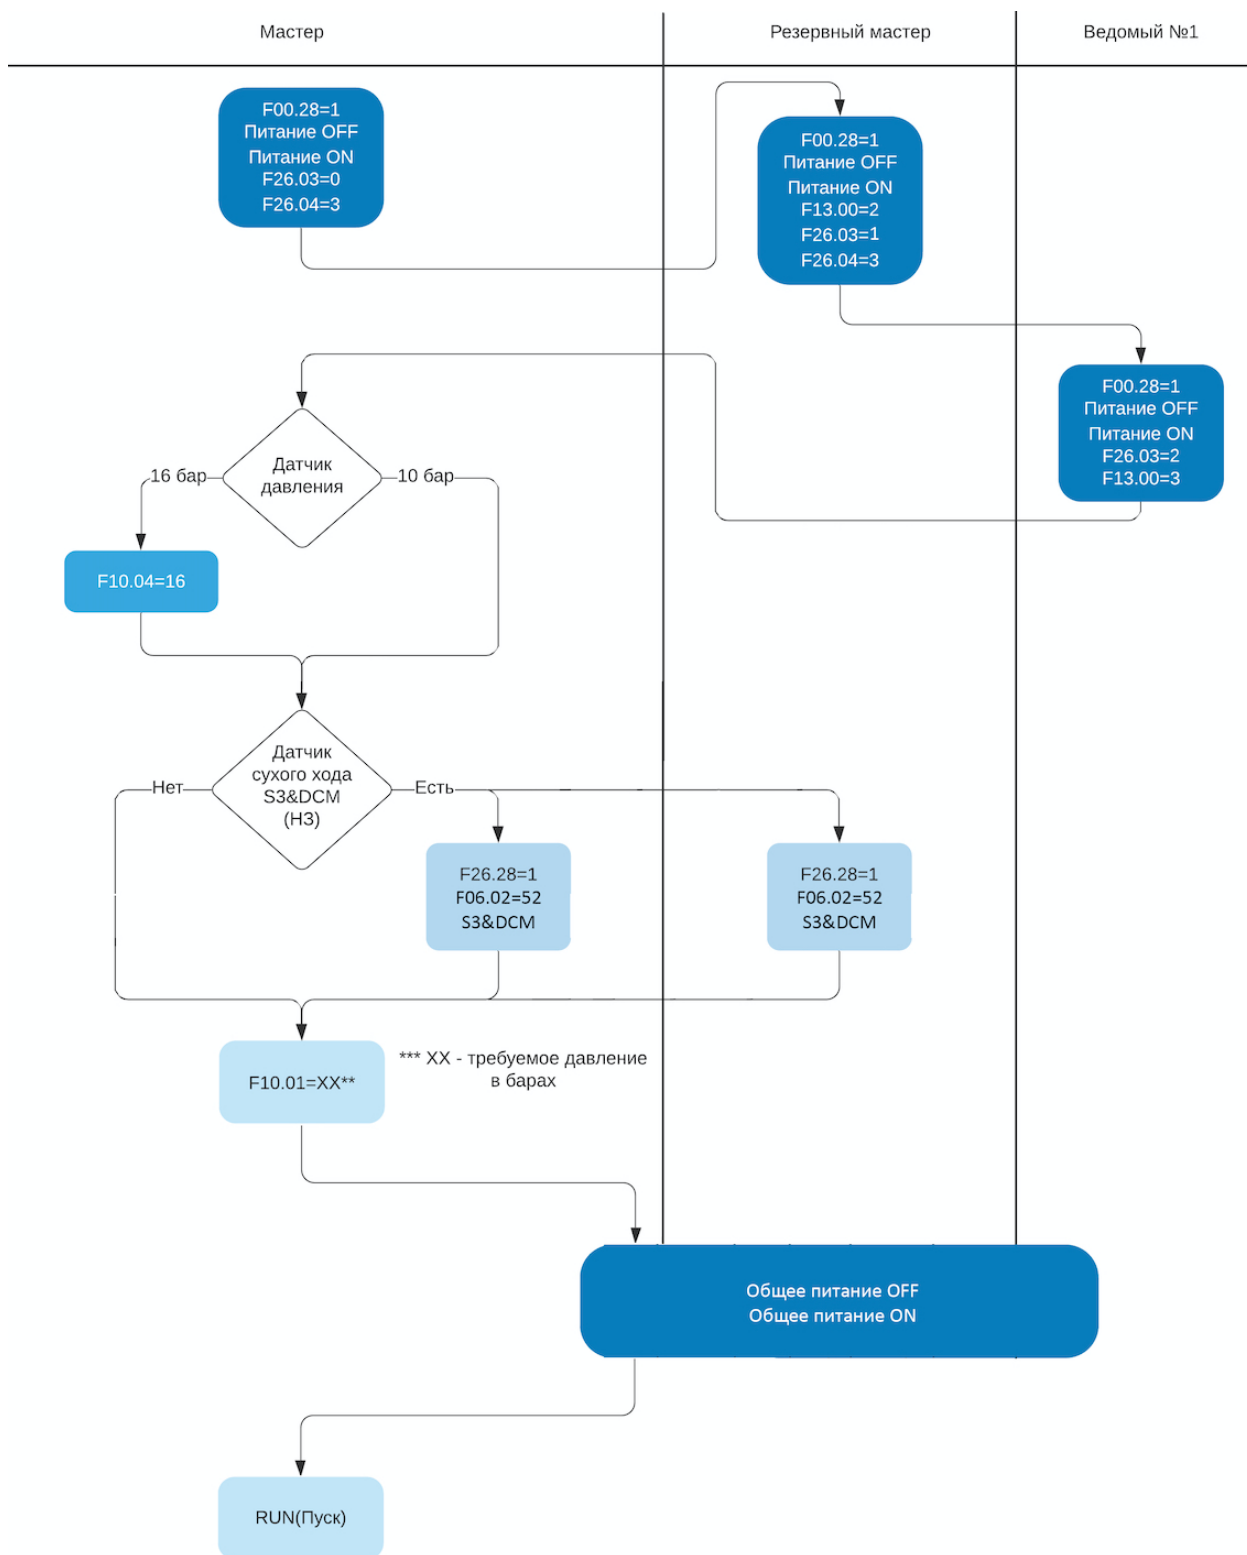 Мастер
Резервный мастер
Ведомый №1
F00.28=1
Питание OFF
Питание ON
F26.03=0
F26.04=3
F00.28=1
Питание OFF
Питание ON
F13.00=2
F26.03=1
F26.04=3
F00.28=1
Питание OFF
Питание ON
F26.03=2
F13.00=3
Датчик
давления
16 бар
10 бар
F10.04=16
Датчик
сухого хода
S3&DCM
(НЗ)
Нет
Есть
F26.28=1
F06.02=52
S3&DCM
F26.28=1
F06.02=52
S3&DCM
F10.01=XX**
*** XX - требуемое давление
в барах
Общее питание OFF
Общее питание ON
RUN(Пуск)